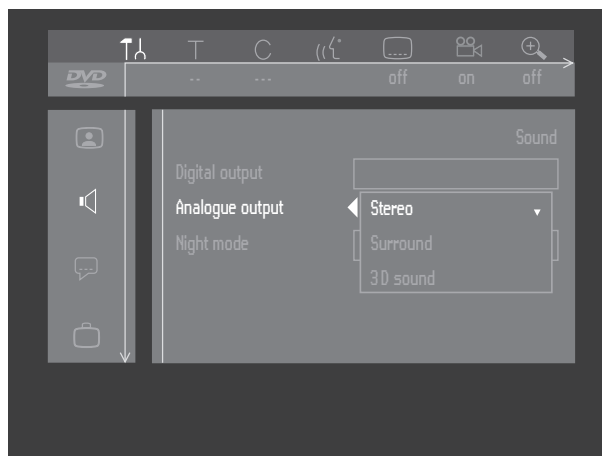 T C
DVD -- --- off on off
Sound
Digital output
Analogue output Stereo
Night mode Surround
3D sound